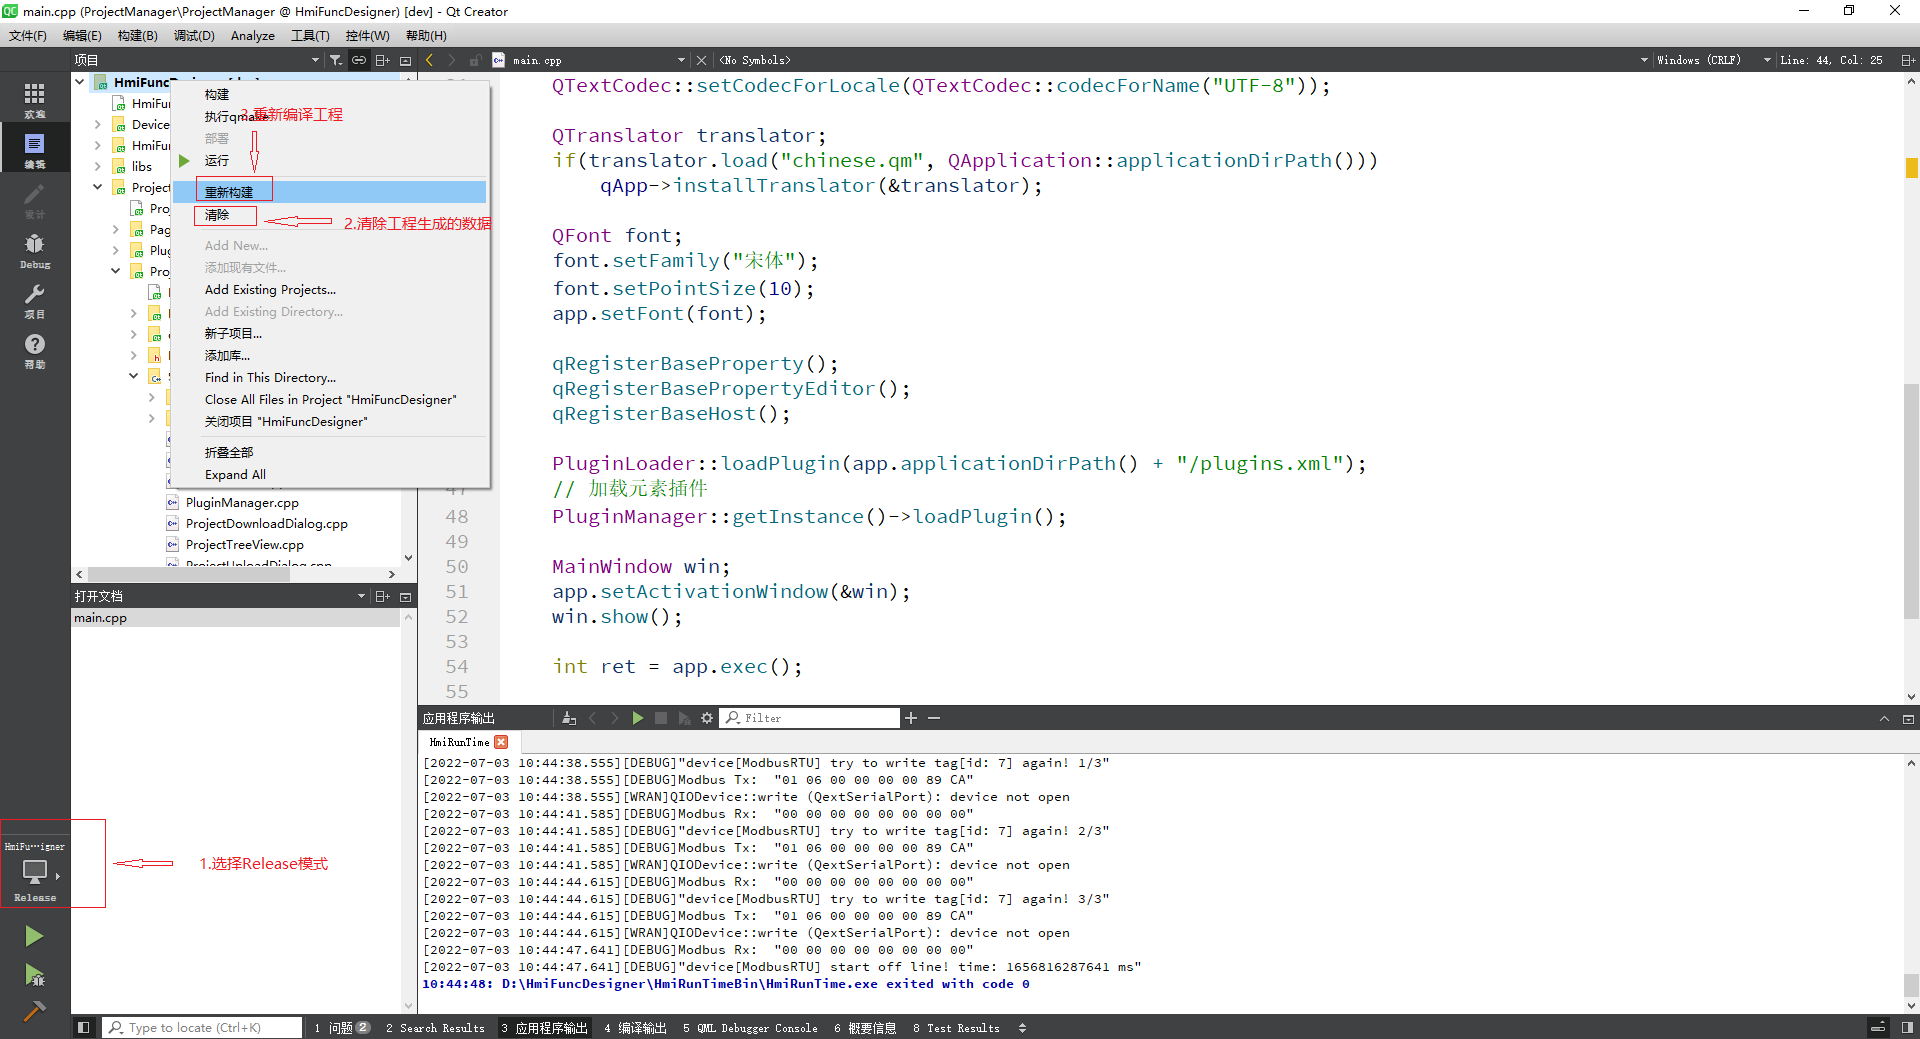 main.cpp (ProjectManager\ProjectManager @ HmiFuncDesigner) [dev] - Qt Creator
文件(F) 编辑(E) 构建(B) 调试(D) Analyze 工具(T) 控件(W) 帮助(H)
项目
main.cpp
<No Symbols>
Windows (CRLF)
Line: 44, Col: 25
欢迎
编辑
设计
Debug
项目
帮助
HmiFu
Device
HmiFu
libs
Project
Pro
Pag
Plug
Pro
构建
执行qmake
3.重新编译工程
部署
运行
重新构建
清除
2.清除工程生成的数据
Add New...
添加现有文件...
Add Existing Projects...
Add Existing Directory...
新子项目...
添加库...
Find in This Directory...
Close All Files in Project "HmiFuncDesigner"
关闭项目 "HmiFuncDesigner"
折叠全部
Expand All
PluginManager.cpp
ProjectDownloadDialog.cpp
ProjectTreeView.cpp
ProjectUploadDialog.cpp
打开文档
main.cpp
QTextCodec::setCodecForLocale(QTextCodec::codecForName("UTF-8"));
QTranslator translator;
if(translator.load("chinese.qm", QApplication::applicationDirPath()))
qApp->installTranslator(&translator);
QFont font;
font.setFamily("宋体");
font.setPointSize(10);
app.setFont(font);
qRegisterBaseProperty();
qRegisterBasePropertyEditor();
qRegisterBaseHost();
PluginLoader::loadPlugin(app.applicationDirPath() + "/plugins.xml");
47 // 加载元素插件
48 PluginManager::getInstance()->loadPlugin();
49
50 MainWindow win;
51 app.setActivationWindow(&win);
52 win.show();
53
54 int ret = app.exec();
55
应用程序输出
Filter
HmiRunTime
[2022-07-03 10:44:38.555][DEBUG]"device[ModbusRTU] try to write tag[id: 7] again! 1/3"
[2022-07-03 10:44:38.555][DEBUG]Modbus Tx:  "01 06 00 00 00 00 89 CA"
[2022-07-03 10:44:38.555][WRAN]QIODevice::write (QextSerialPort): device not open
[2022-07-03 10:44:41.585][DEBUG]Modbus Rx:  "00 00 00 00 00 00 00 00"
[2022-07-03 10:44:41.585][DEBUG]"device[ModbusRTU] try to write tag[id: 7] again! 2/3"
[2022-07-03 10:44:41.585][DEBUG]Modbus Tx:  "01 06 00 00 00 00 89 CA"
[2022-07-03 10:44:41.585][WRAN]QIODevice::write (QextSerialPort): device not open
[2022-07-03 10:44:44.615][DEBUG]Modbus Rx:  "00 00 00 00 00 00 00 00"
[2022-07-03 10:44:44.615][DEBUG]"device[ModbusRTU] try to write tag[id: 7] again! 3/3"
[2022-07-03 10:44:44.615][DEBUG]Modbus Tx:  "01 06 00 00 00 00 89 CA"
[2022-07-03 10:44:44.615][WRAN]QIODevice::write (QextSerialPort): device not open
[2022-07-03 10:44:47.641][DEBUG]Modbus Rx:  "00 00 00 00 00 00 00 00"
[2022-07-03 10:44:47.641][DEBUG]"device[ModbusRTU] start off line! time: 1656816287641 ms"
10:44:48: D:\HmiFuncDesigner\HmiRunTimeBin\HmiRunTime.exe exited with code 0
HmiFu···igner
Release
1.选择Release模式
Type to locate (Ctrl+K)
1 问题 2
2 Search Results
3 应用程序输出
4 编译输出
5 QML Debugger Console
6 概要信息
8 Test Results